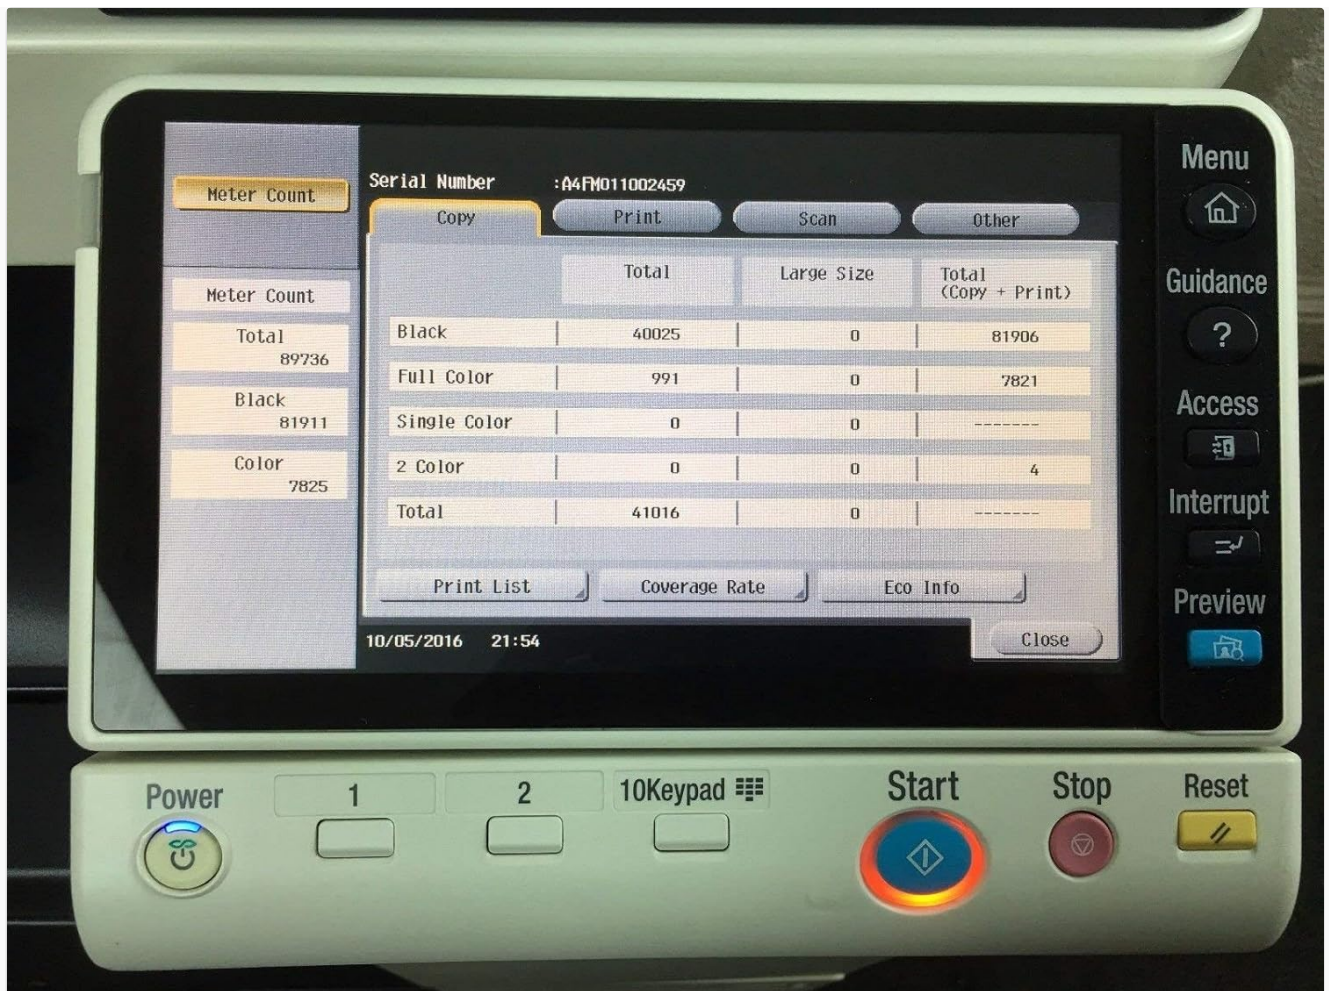 Meter Count
Serial Number :A4FM011002459
Copy Print Scan Other
Meter Count
Total
89736
Black
81911
Color
7825
Total Large Size Total
(Copy + Print)
Black 40025 0 81906
Full Color 991 0 7821
Single Color 0 0 -------
2 Color 0 0 4
Total 41016 0 -------
Print List Coverage Rate Eco Info
10/05/2016 21:54
Close
Menu
Guidance
?
Access
Interrupt
Preview
Power 1 2 10Keypad Start Stop Reset